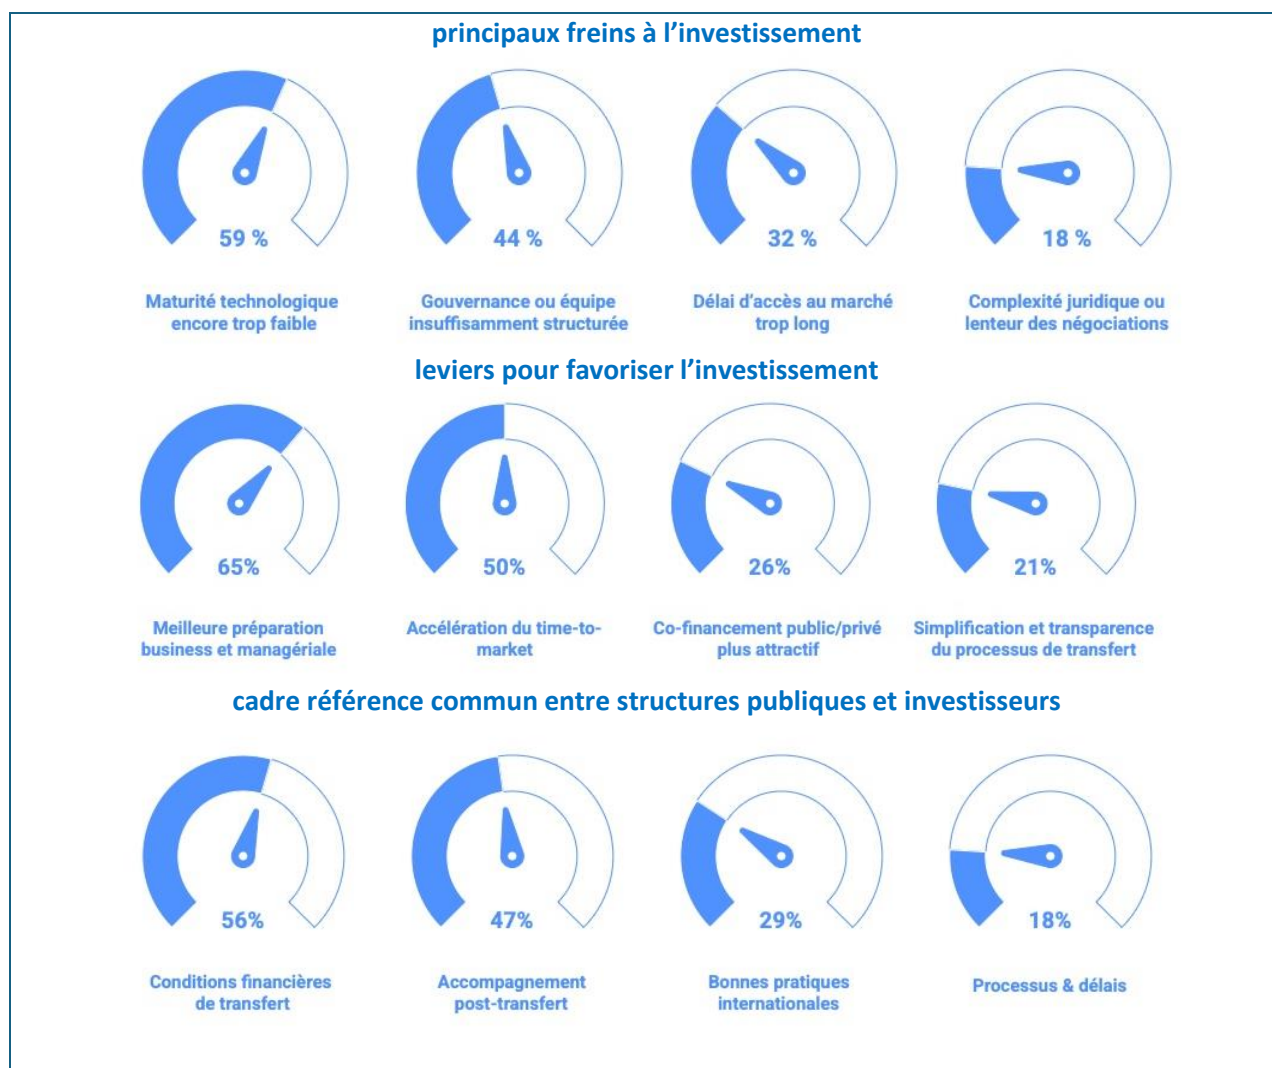 principaux freins à l’investissement
59 %
44 %
32 %
18 %
Maturité technologique
encore trop faible
Gouvernance ou équipe
insuffisamment structurée
Délai d’accès au marché
trop long
Complexité juridique ou
lenteur des négociations
leviers pour favoriser l’investissement
65%
50%
26%
21%
Meilleure préparation
business et managériale
Accélération du time-to-
market
Co-financement public/privé
plus attractif
Simplification et transparence
du processus de transfert
cadre référence commun entre structures publiques et investisseurs
56%
47%
29%
18%
Conditions financières
de transfert
Accompagnement
post-transfert
Bonnes pratiques
internationales
Processus & délais